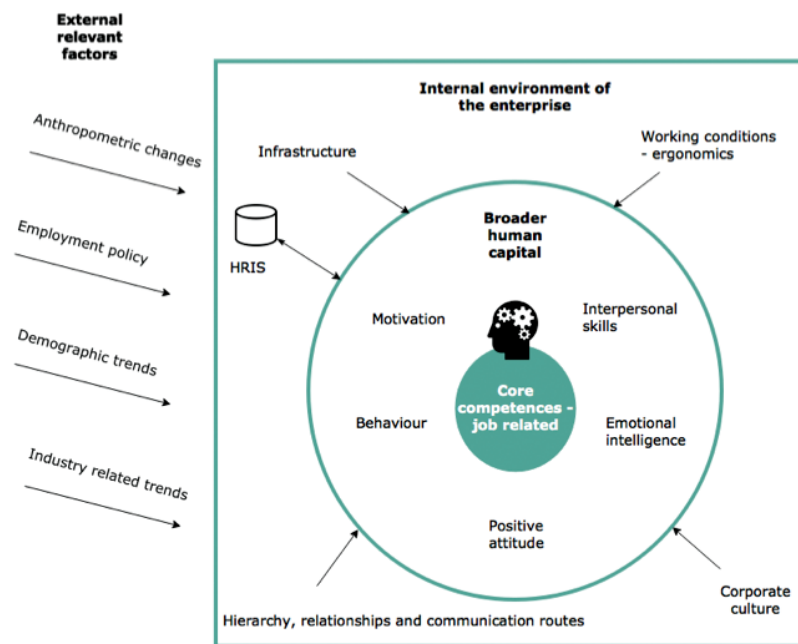 External
relevant
factors
Anthropometric changes
Employment policy
Demographic trends
Industry related trends
Internal environment of
the enterprise
Infrastructure
Working conditions
- ergonomics
HRIS
Broader
human
capital
Motivation
Interpersonal
skills
Core
competences -
job related
Behaviour
Emotional
intelligence
Positive
attitude
Hierarchy, relationships and communication routes
Corporate
culture